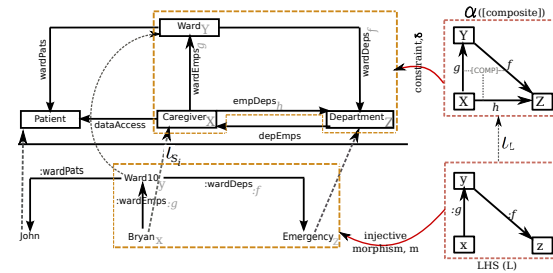 α([composite])
Ward Y
wardPats
wardEmps
g
wardDeps
f
constraint,δ
Y
g
[COMP]
f
X
h
Z
empDeps
h
Patient
Caregiver X
Department Z
dataAccess
depEmps
:wardPats
Ward10
y
:wardDeps
:f
:wardEmps
:g
y
:g
:f
x
z
injective
morphism, m
John
Bryan x
Emergency z
LHS (L)